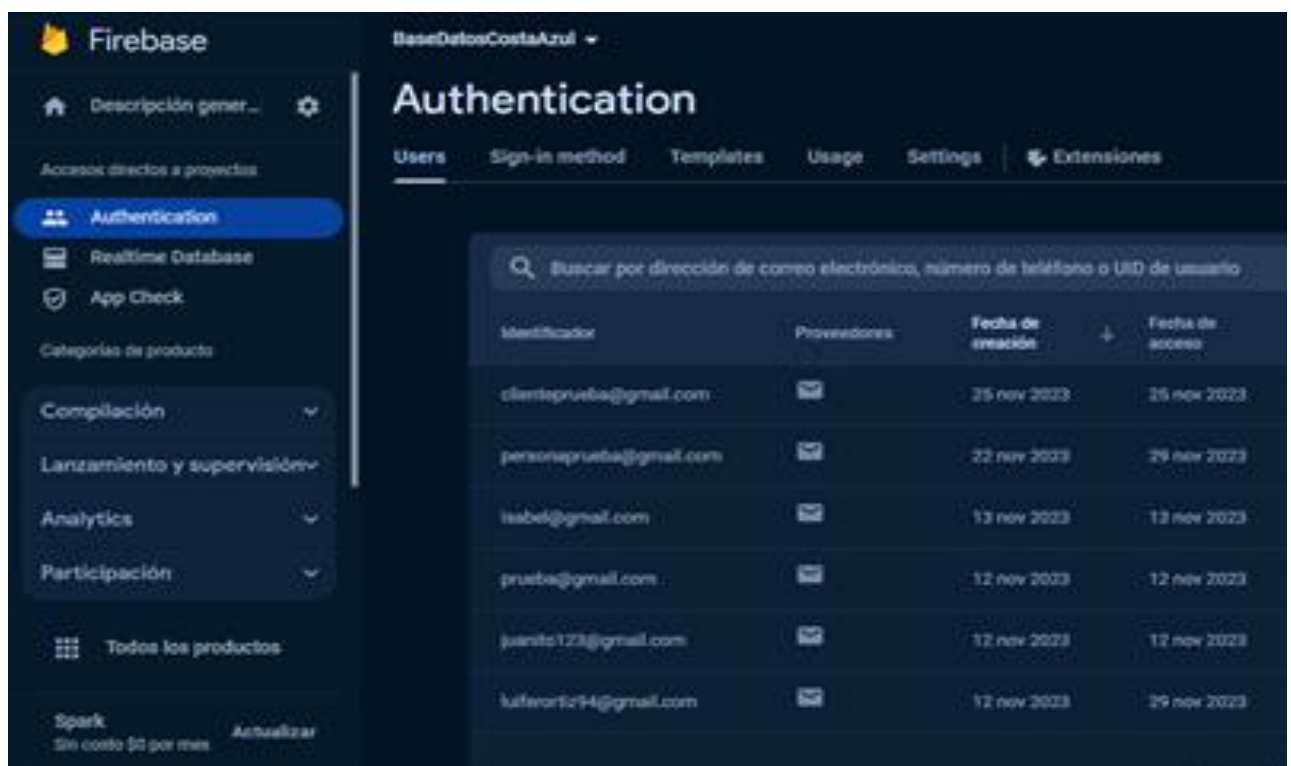 Firebase
BaseDatosCostaAzul
Descripción gener...
Authentication
Users Sign-in method Templates Usage Settings Extensiones
Accesos directos a proyectos
Authentication
Realtime Database
App Check
Categorías de producto
Compilación
Lanzamiento y supervisión
Analytics
Participación
Todos los productos
Spark
Sin costo $0 por mes
Actualizar
Buscar por dirección de correo electrónico, número de teléfono o UID de usuario
Identificador Proveedores Fecha de creación Fecha de acceso
clienteprueba@gmail.com 25 nov 2023 25 nov 2023
personaprueba@gmail.com 22 nov 2023 29 nov 2023
isabel@gmail.com 13 nov 2023 13 nov 2023
prueba@gmail.com 12 nov 2023 12 nov 2023
juanito123@gmail.com 12 nov 2023 12 nov 2023
luiferortiz94@gmail.com 12 nov 2023 29 nov 2023